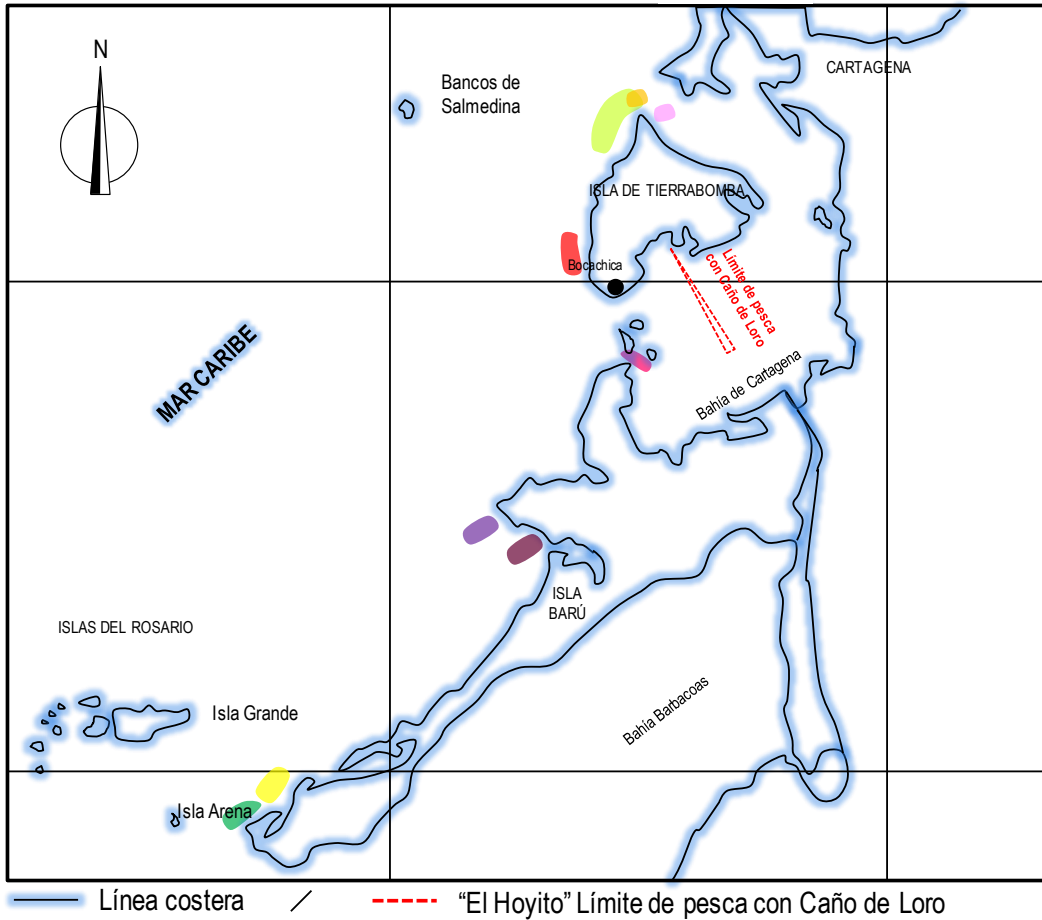 N
Bancos de
Salmedina
CARTAGENA
ISLA DE TIERRABOMBA
Bocachica
Límite de pesca
con Caño de Loro
MAR CARIBE
Bahía de Cartagena
ISLA
BARÚ
ISLAS DEL ROSARIO
Isla Grande
Bahía Barbacoas
Isla Arena
Línea costera
“El Hoyito” Límite de pesca con Caño de Loro